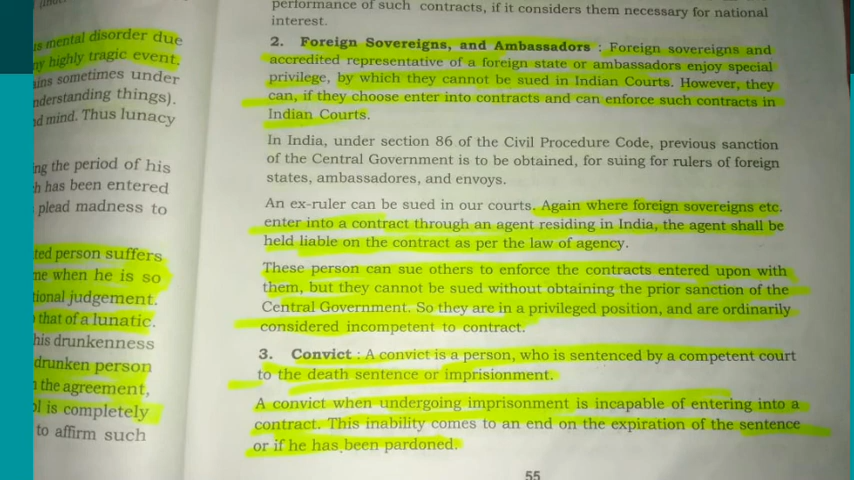 us mental disorder due
ny highly tragic event.
ains sometimes under
nderstanding things).
d mind. Thus lunacy
ng the period of his
h has been entered
plead madness to
ted person suffers
me when he is so
tional judgement.
that of a lunatic.
his drunkenness
drunken person
the agreement,
l is completely
to affirm such
performance of such contracts, if it considers them necessary for national
interest.
2. Foreign Sovereigns, and Ambassadors : Foreign sovereigns and
accredited representative of a foreign state or ambassadors enjoy special
privilege, by which they cannot be sued in Indian Courts. However, they
can, if they choose enter into contracts and can enforce such contracts in
Indian Courts.
In India, under section 86 of the Civil Procedure Code, previous sanction
of the Central Government is to be obtained, for suing for rulers of foreign
states, ambassadores, and envoys.
An ex-ruler can be sued in our courts. Again where foreign sovereigns etc.
enter into a contract through an agent residing in India, the agent shall be
held liable on the contract as per the law of agency.
These person can sue others to enforce the contracts entered upon with
them, but they cannot be sued without obtaining the prior sanction of the
Central Government. So they are in a privileged position, and are ordinarily
considered incompetent to contract.
3. Convict : A convict is a person, who is sentenced by a competent court
to the death sentence or imprisionment.
A convict when undergoing imprisonment is incapable of entering into a
contract. This inability comes to an end on the expiration of the sentence
or if he has been pardoned.
55